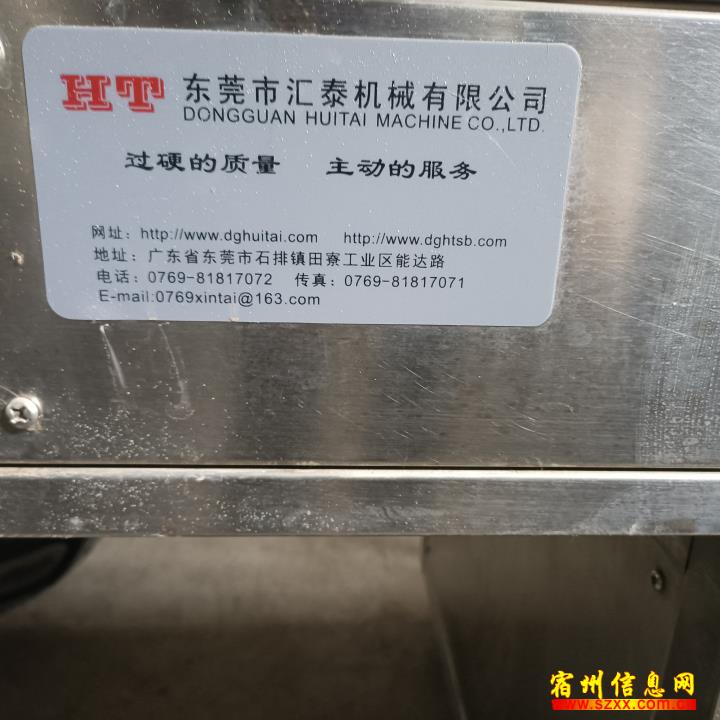 HT 东莞市汇泰机械有限公司
DONGGUAN HUITAI MACHINE CO.,LTD.
过硬的质量 主动的服务
网址：http://www.dghuitai.com http://www.dghtsb.com
地址：广东省东莞市石排镇田寮工业区能达路
电话：0769-81817072 传真：0769-81817071
E-mail:0769xintai@163.com
宿州信息网
www.szxx.com.cn